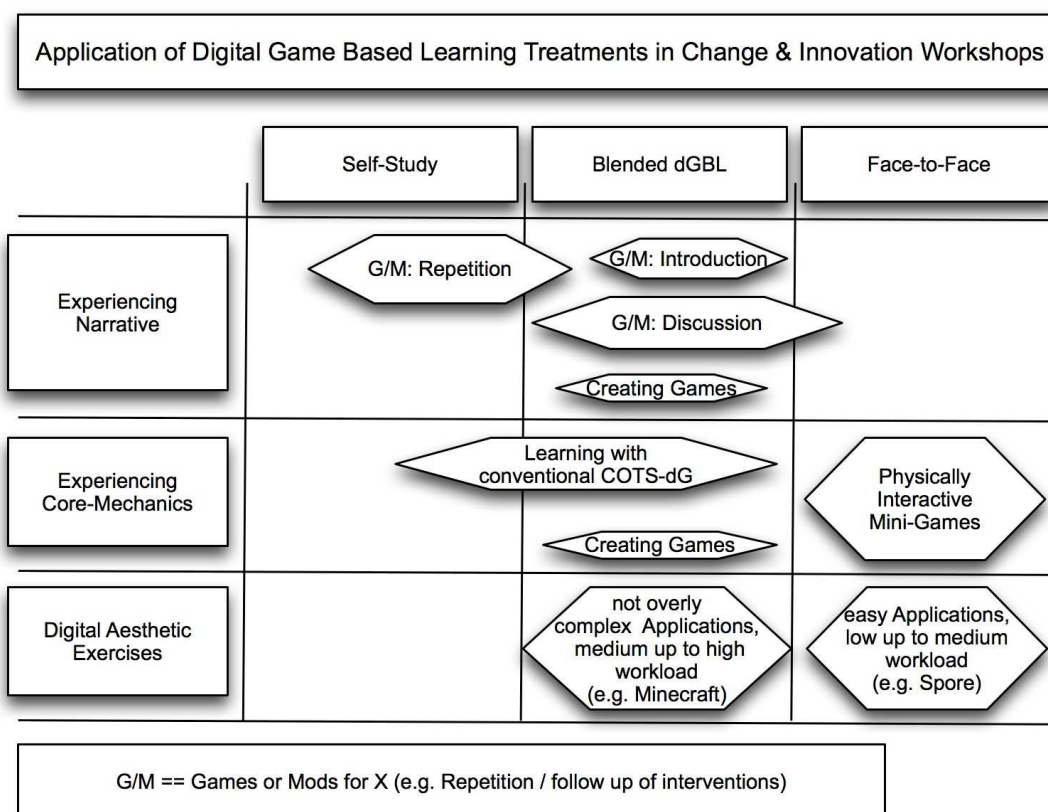 Application of Digital Game Based Learning Treatments in Change & Innovation Workshops
Self-Study
Blended dGBL
Face-to-Face
Experiencing
Narrative
G/M: Repetition
G/M: Introduction
G/M: Discussion
Creating Games
Experiencing
Core-Mechanics
Learning with
conventional COTS-dG
Creating Games
Physically
Interactive
Mini-Games
Digital Aesthetic
Exercises
not overly
complex Applications,
medium up to high
workload
(e.g. Minecraft)
easy Applications,
low up to medium
workload
(e.g. Spore)
G/M == Games or Mods for X (e.g. Repetition / follow up of interventions)